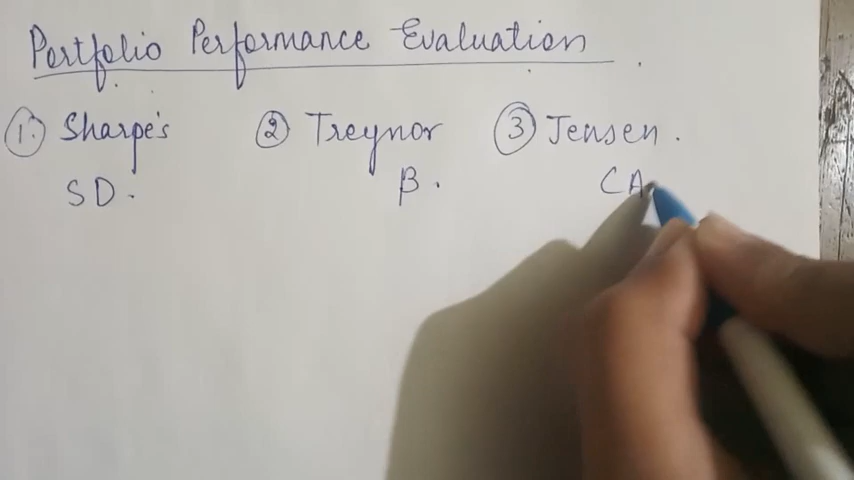 Portfolio Performance Evaluation
① Sharpe's ② Treynor ③ Jensen.
SD. β. CA